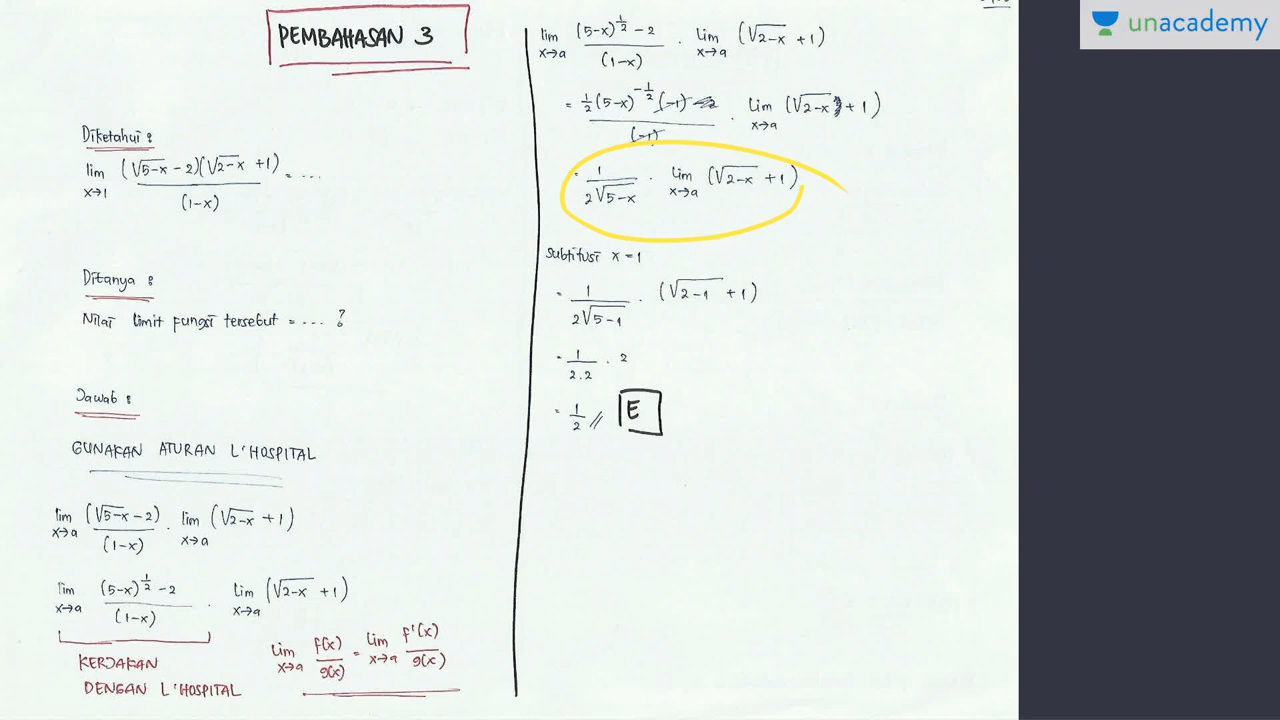 PEMBAHASAN 3
Diketahui :
lim x→1 (√5-x - 2)(√2-x + 1) / (1-x) = ...
Ditanya :
Nilai limit fungsi tersebut = .... ?
Jawab :
GUNAKAN ATURAN L'HOSPITAL
lim x→a (√5-x - 2) / (1-x) . lim x→a (√2-x + 1)
lim x→a (5-x)^1/2 - 2 / (1-x) . lim x→a (√2-x + 1)
KERJAKAN
DENGAN L'HOSPITAL
lim x→a f(x)/g(x) = lim x→a f'(x)/g(x)
lim x→a (5-x)^1/2 - 2 / (1-x) . lim x→a (√2-x + 1)
= 1/2 (5-x)^-1/2 (-1) / (-1) . lim x→a (√2-x + 1)
= 1 / 2√5-x . lim x→a (√2-x + 1)
Subtitusi x = 1
= 1 / 2√5-1 . (√2-1 + 1)
= 1 / 2.2 . 2
= 1/2 // E
unacademy